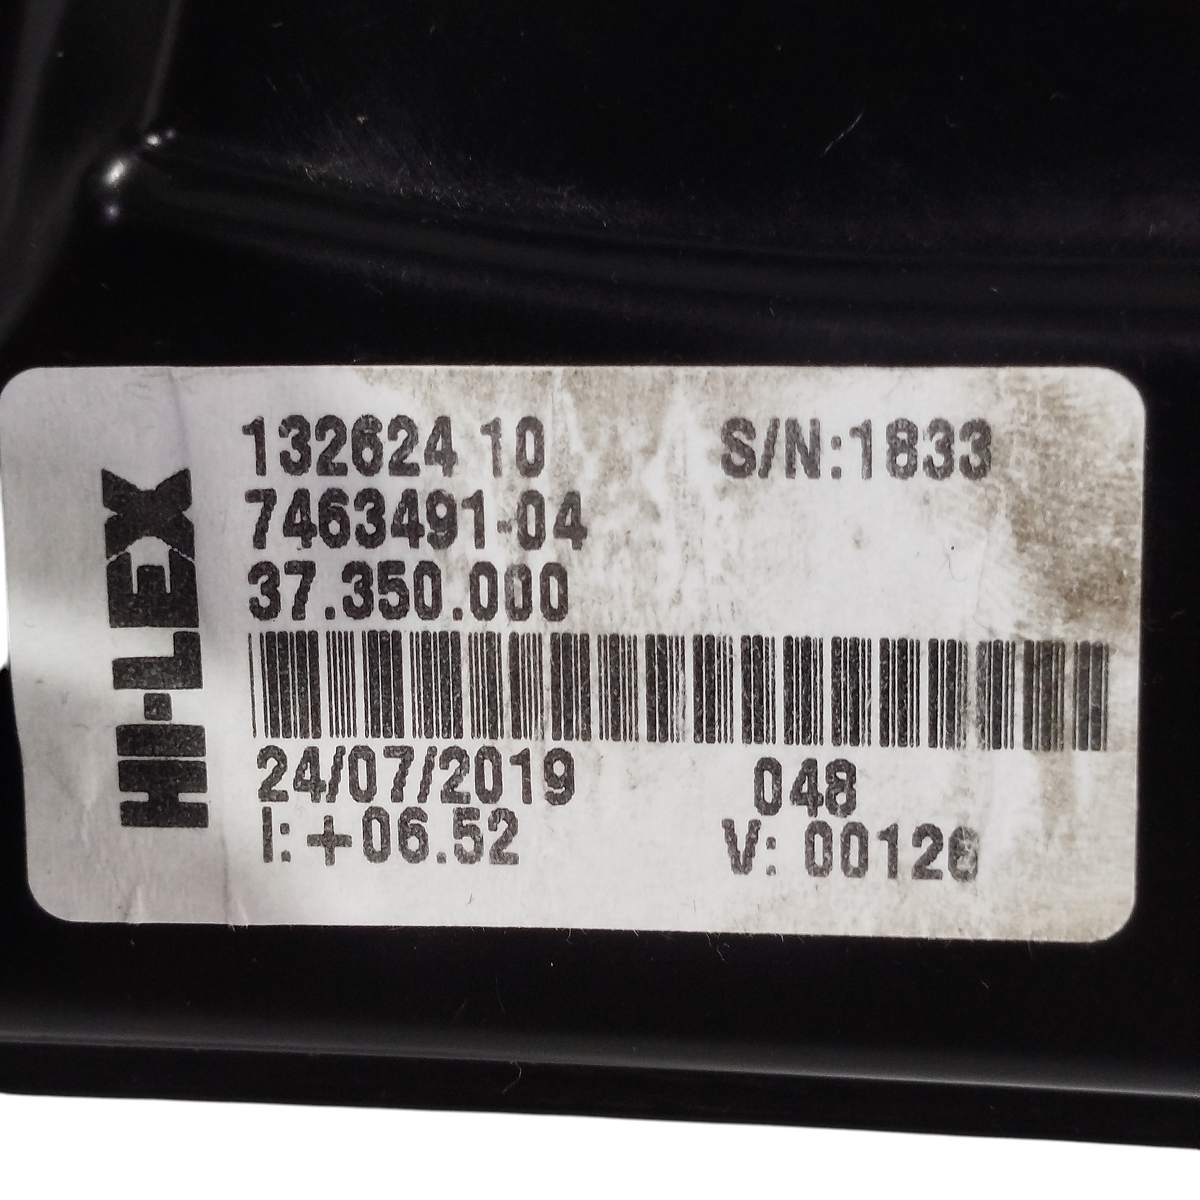 HI-LEX
132624 10 S/N:1833
7463491-04
37.350.000
24/07/2019 048
I:+06.52 V: 00126